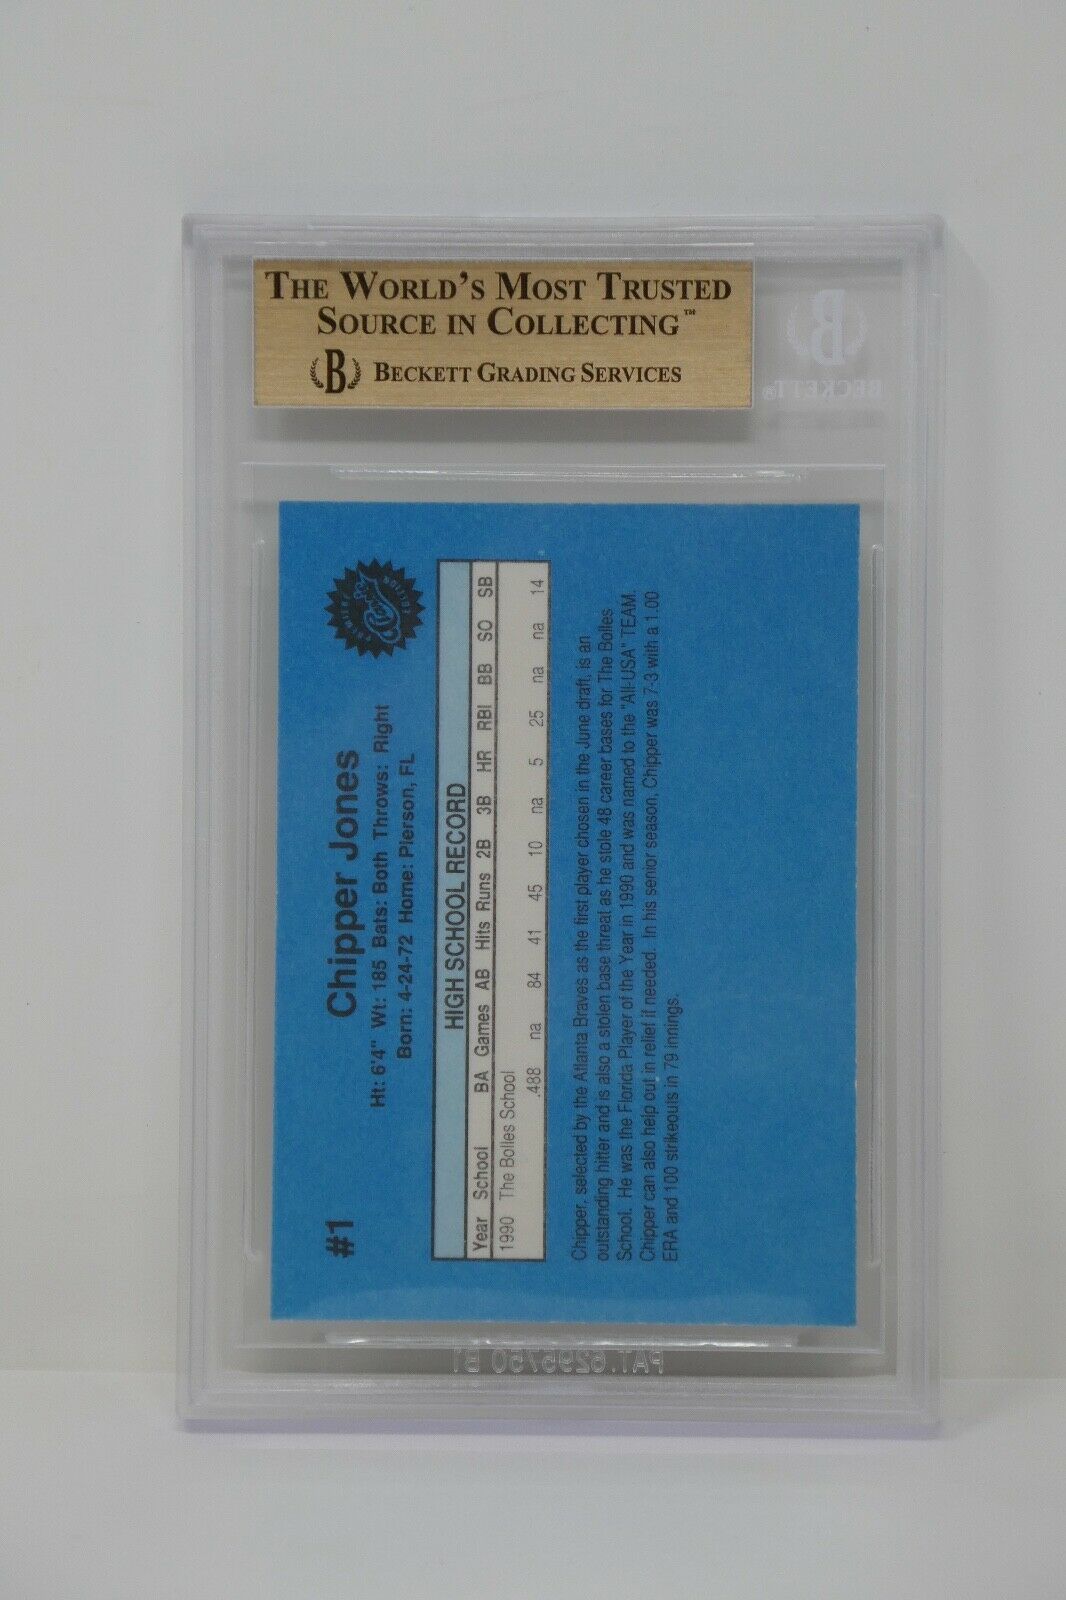 THE WORLD'S MOST TRUSTED
SOURCE IN COLLECTING™
B BECKETT GRADING SERVICES
B
BECKETT®
#1
Chipper Jones
Ht: 6'4" Wt: 185 Bats: Both Throws: Right
Born: 4-24-72 Home: Pierson, FL
PREMIERE
Classic
EDITION
HIGH SCHOOL RECORD
Year School BA Games AB Hits Runs 2B 3B HR RBI BB SO SB
1990 The Bolles School
.488 na 84 41 45 10 na 5 25 na na 14
Chipper, selected by the Atlanta Braves as the first player chosen in the June draft, is an
outstanding hitter and is also a stolen base threat as he stole 48 career bases for The Bolles
School. He was the Florida Player of the Year in 1990 and was named to the "All-USA" TEAM.
Chipper can also help out in relief if needed. In his senior season, Chipper was 7-3 with a 1.00
ERA and 100 strikeouts in 79 innings.
PAT.6295750 B1